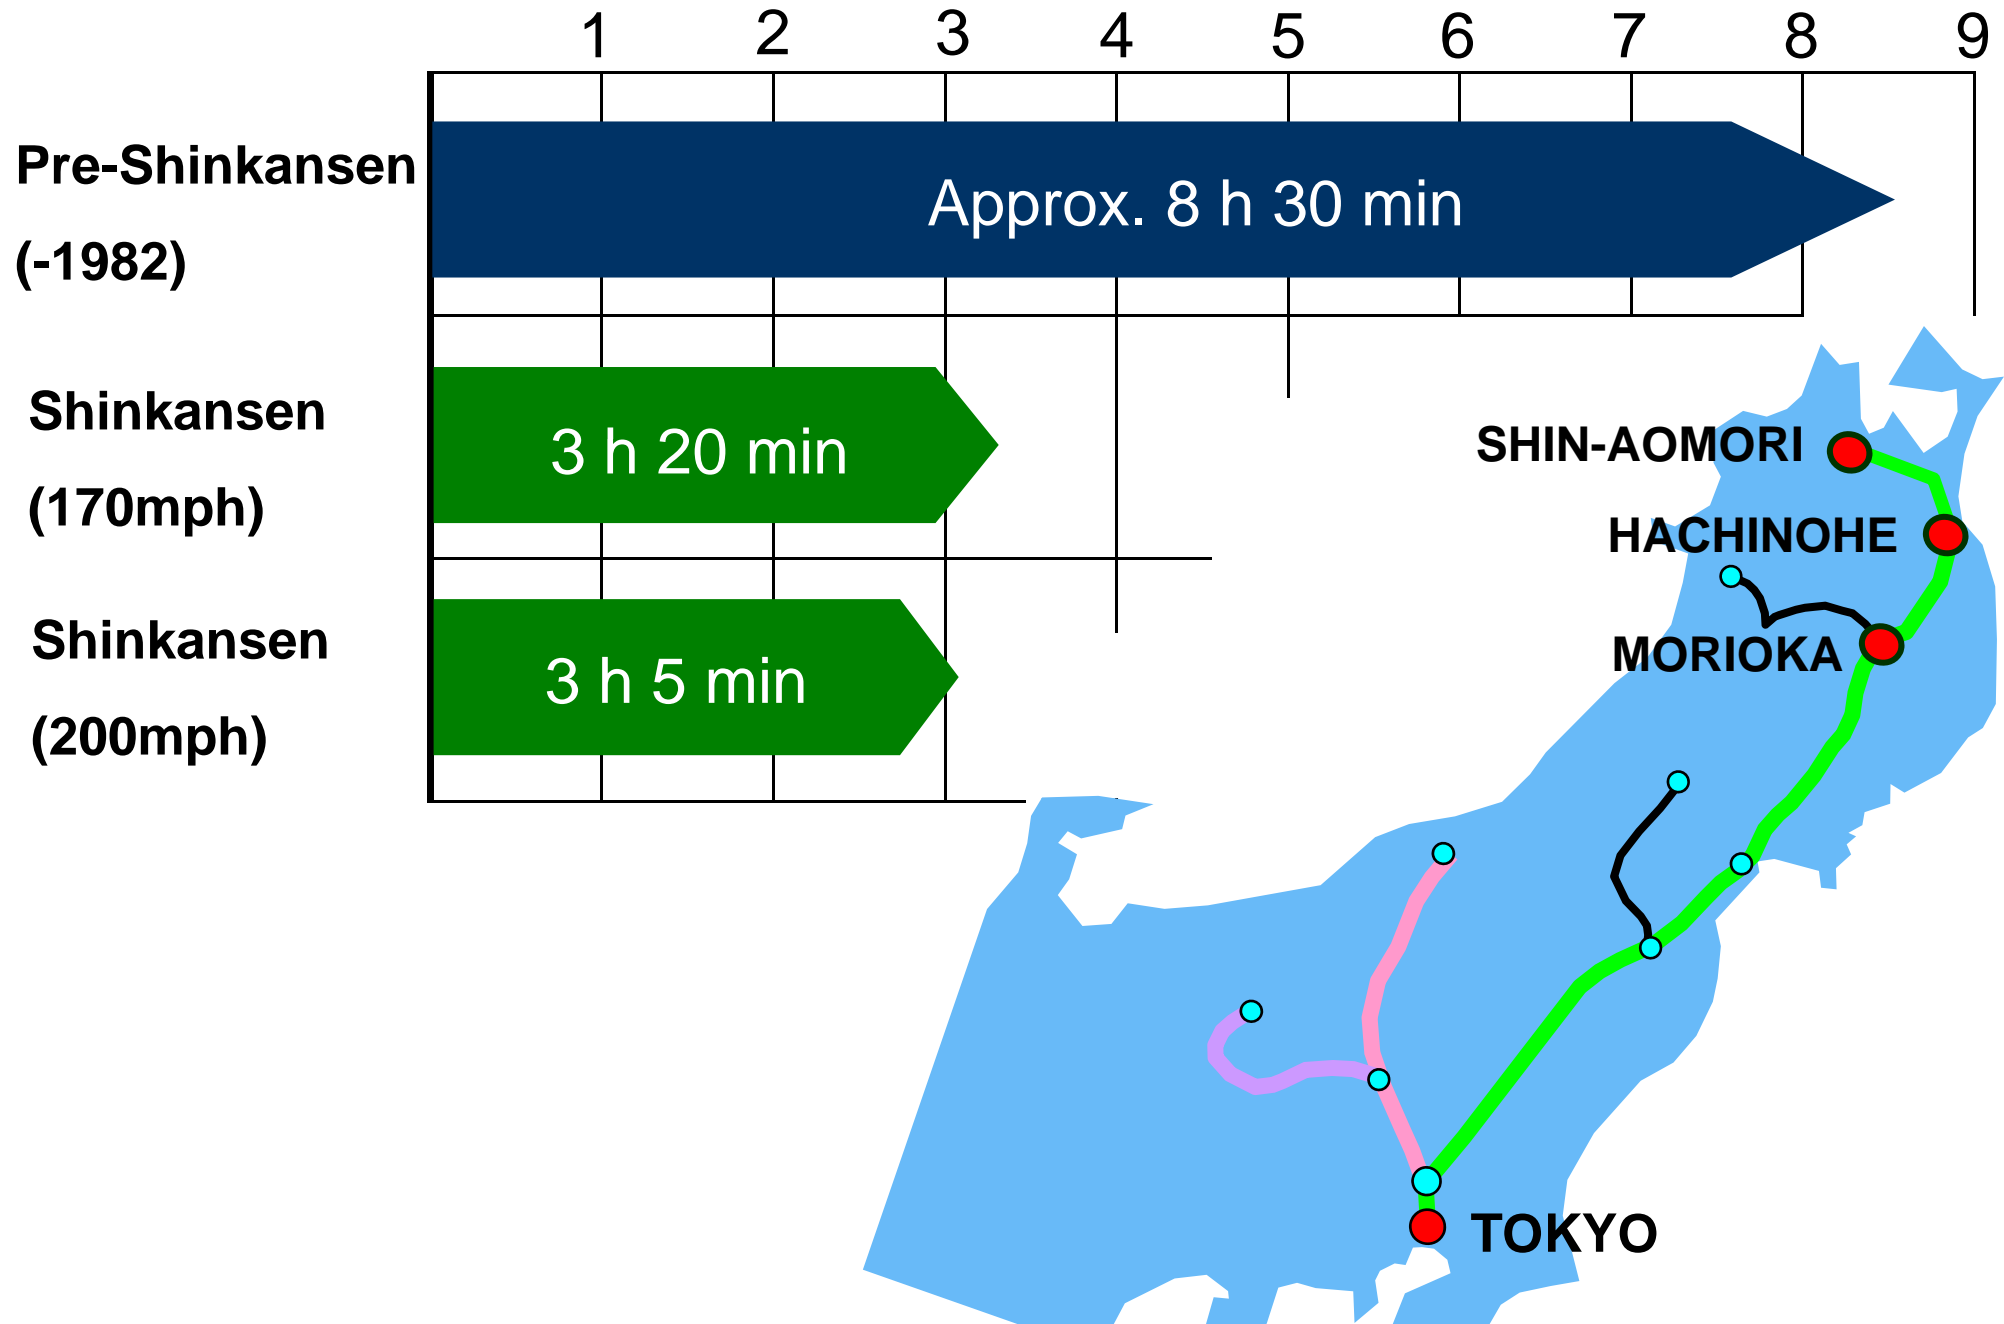 1 2 3 4 5 6 7 8 9
Pre-Shinkansen
(-1982)
Approx. 8 h 30 min
Shinkansen
(170mph)
3 h 20 min
Shinkansen
(200mph)
3 h 5 min
SHIN-AOMORI
HACHINOHE
MORIOKA
TOKYO